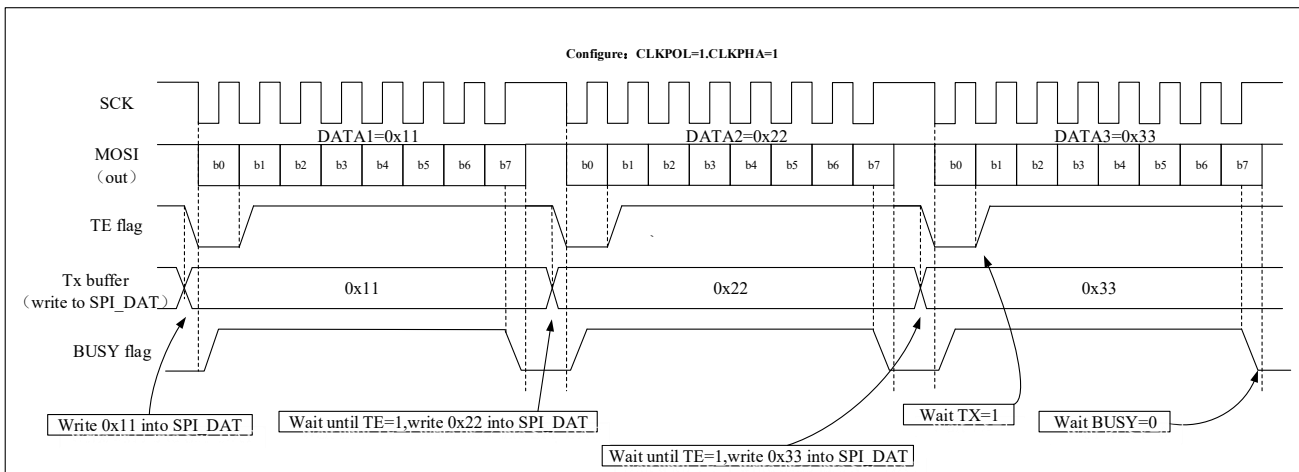 Configure：CLKPOL=1.CLKPHA=1
SCK
DATA1=0x11 DATA2=0x22 DATA3=0x33
MOSI
（out）
b0 b1 b2 b3 b4 b5 b6 b7 b0 b1 b2 b3 b4 b5 b6 b7 b0 b1 b2 b3 b4 b5 b6 b7
TE flag
Tx buffer
（write to SPI_DAT）
0x11 0x22 0x33
BUSY flag
Write 0x11 into SPI_DAT
Wait until TE=1,write 0x22 into SPI_DAT
Wait TX=1
Wait BUSY=0
Wait until TE=1,write 0x33 into SPI_DAT